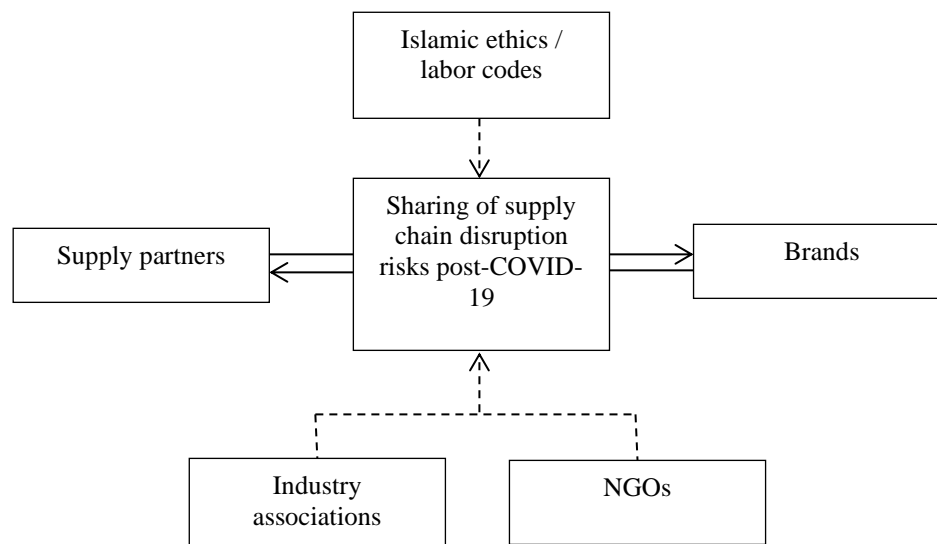 Islamic ethics /
labor codes
Sharing of supply
chain disruption
risks post-COVID-
19
Supply partners
Brands
Industry
associations
NGOs